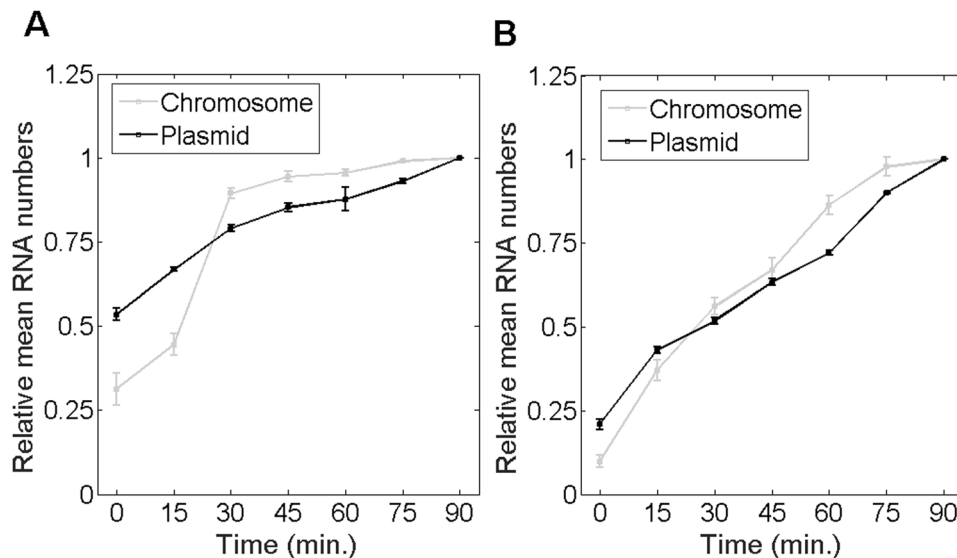 A
Relative mean RNA numbers
1.25
1
0.75
0.5
0.25
0
Chromosome
Plasmid
0 15 30 45 60 75 90
Time (min.)
B
Relative mean RNA numbers
1.25
1
0.75
0.5
0.25
0
Chromosome
Plasmid
0 15 30 45 60 75 90
Time (min.)